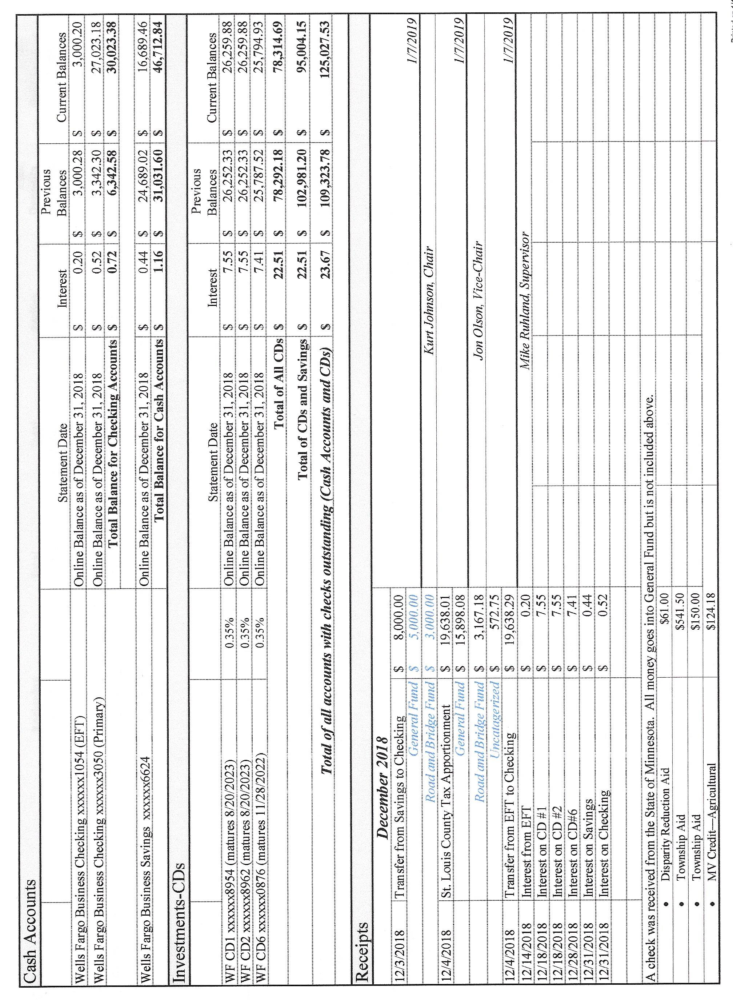 Cash Accounts
Statement Date Interest Previous Balances Current Balances
Wells Fargo Business Checking xxxxxx1054 (EFT) Online Balance as of December 31, 2018 $ 0.20 $ 3,000.28 $ 3,000.20
Wells Fargo Business Checking xxxxxx3050 (Primary) Online Balance as of December 31, 2018 $ 0.52 $ 3,342.30 $ 27,023.18
Total Balance for Checking Accounts $ 0.72 $ 6,342.58 $ 30,023.38
Wells Fargo Business Savings xxxxxx6624 Online Balance as of December 31, 2018 $ 0.44 $ 24,689.02 $ 16,689.46
Total Balance for Cash Accounts $ 1.16 $ 31,031.60 $ 46,712.84
Investments-CDs
Statement Date Interest Previous Balances Current Balances
WF CD1 xxxxxx8954 (matures 8/20/2023) 0.35% Online Balance as of December 31, 2018 $ 7.55 $ 26,252.33 $ 26,259.88
WF CD2 xxxxxx8962 (matures 8/20/2023) 0.35% Online Balance as of December 31, 2018 $ 7.55 $ 26,252.33 $ 26,259.88
WF CD6 xxxxxx0876 (matures 11/28/2022) 0.35% Online Balance as of December 31, 2018 $ 7.41 $ 25,787.52 $ 25,794.93
Total of All CDs $ 22.51 $ 78,292.18 $ 78,314.69
Total of CDs and Savings $ 22.51 $ 102,981.20 $ 95,004.15
Total of all accounts with checks outstanding (Cash Accounts and CDs) $ 23.67 $ 109,323.78 $ 125,027.53
Receipts
December 2018
12/3/2018 Transfer from Savings to Checking $ 8,000.00
General Fund $ 5,000.00 1/7/2019
Road and Bridge Fund $ 3,000.00 Kurt Johnson, Chair
12/4/2018 St. Louis County Tax Apportionment $ 19,638.01
General Fund $ 15,898.08 1/7/2019
Road and Bridge Fund $ 3,167.18 Jon Olson, Vice-Chair
Uncatagerized $ 572.75
12/4/2018 Transfer from EFT to Checking $ 19,638.29 1/7/2019
12/14/2018 Interest from EFT $ 0.20 Mike Ruhland, Supervisor
12/18/2018 Interest on CD #1 $ 7.55
12/18/2018 Interest on CD #2 $ 7.55
12/28/2018 Interest on CD#6 $ 7.41
12/31/2018 Interest on Savings $ 0.44
12/31/2018 Interest on Checking $ 0.52
A check was received from the State of Minnesota. All money goes into General Fund but is not included above.
• Disparity Reduction Aid $61.00
• Township Aid $541.50
• Township Aid $150.00
• MV Credit—Agricultural $124.18